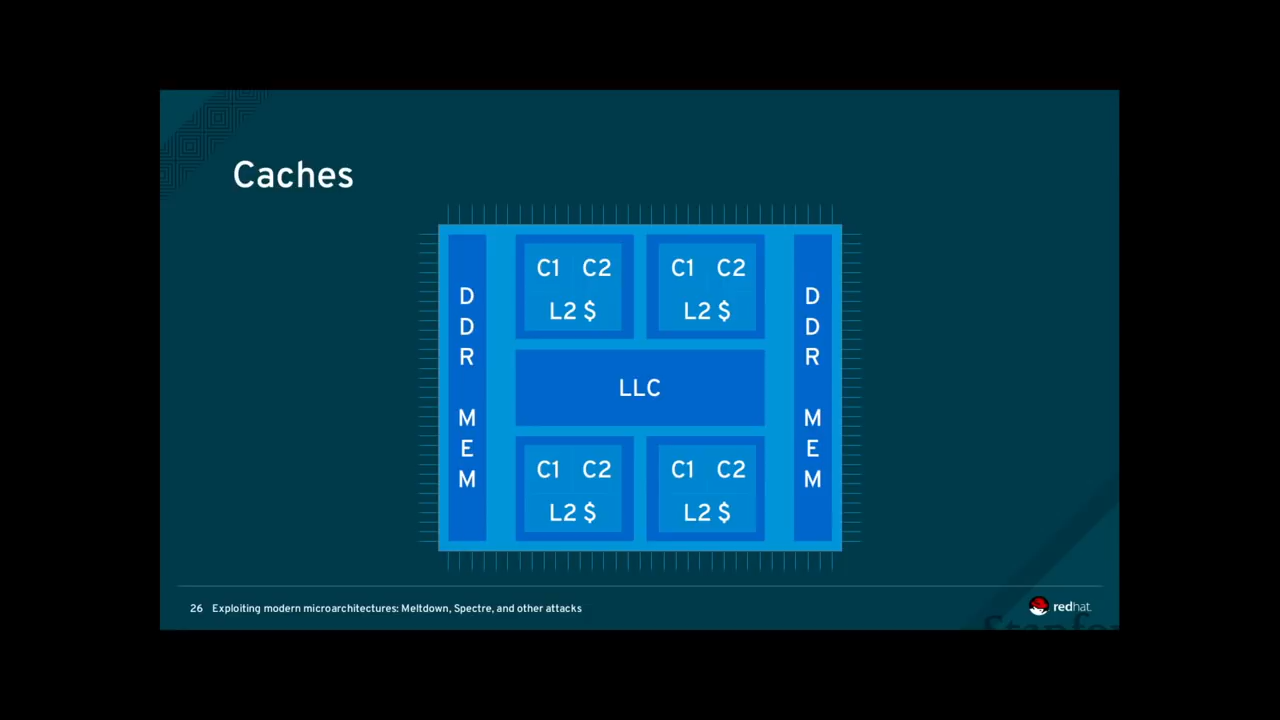 Caches
D
D
R
M
E
M
C1 C2
L2 $
C1 C2
L2 $
LLC
C1 C2
L2 $
C1 C2
L2 $
D
D
R
M
E
M
26 Exploiting modern microarchitectures: Meltdown, Spectre, and other attacks
redhat.